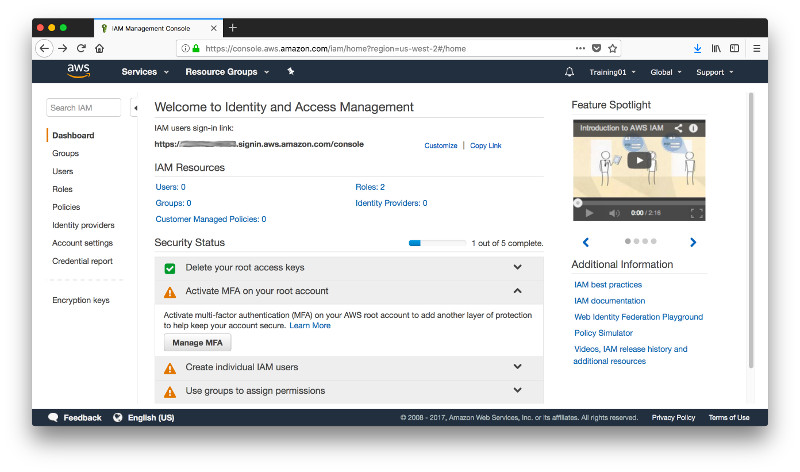 IAM Management Console
https://console.aws.amazon.com/iam/home?region=us-west-2#/home
aws
Services
Resource Groups
Training01
Global
Support
Search IAM
Dashboard
Groups
Users
Roles
Policies
Identity providers
Account settings
Credential report
Encryption keys
Welcome to Identity and Access Management
IAM users sign-in link:
https:/ .signin.aws.amazon.com/console
Customize | Copy Link
IAM Resources
Users: 0
Roles: 2
Groups: 0
Identity Providers: 0
Customer Managed Policies: 0
Security Status
1 out of 5 complete.
Delete your root access keys
Activate MFA on your root account
Activate multi-factor authentication (MFA) on your AWS root account to add another layer of protection
to help keep your account secure. Learn More
Manage MFA
Create individual IAM users
Use groups to assign permissions
Feature Spotlight
Introduction to AWS IAM
0:00 / 2:18
Additional Information
IAM best practices
IAM documentation
Web Identity Federation Playground
Policy Simulator
Videos, IAM release history and
additional resources
Feedback
English (US)
© 2008 - 2017, Amazon Web Services, Inc. or its affiliates. All rights reserved.
Privacy Policy
Terms of Use